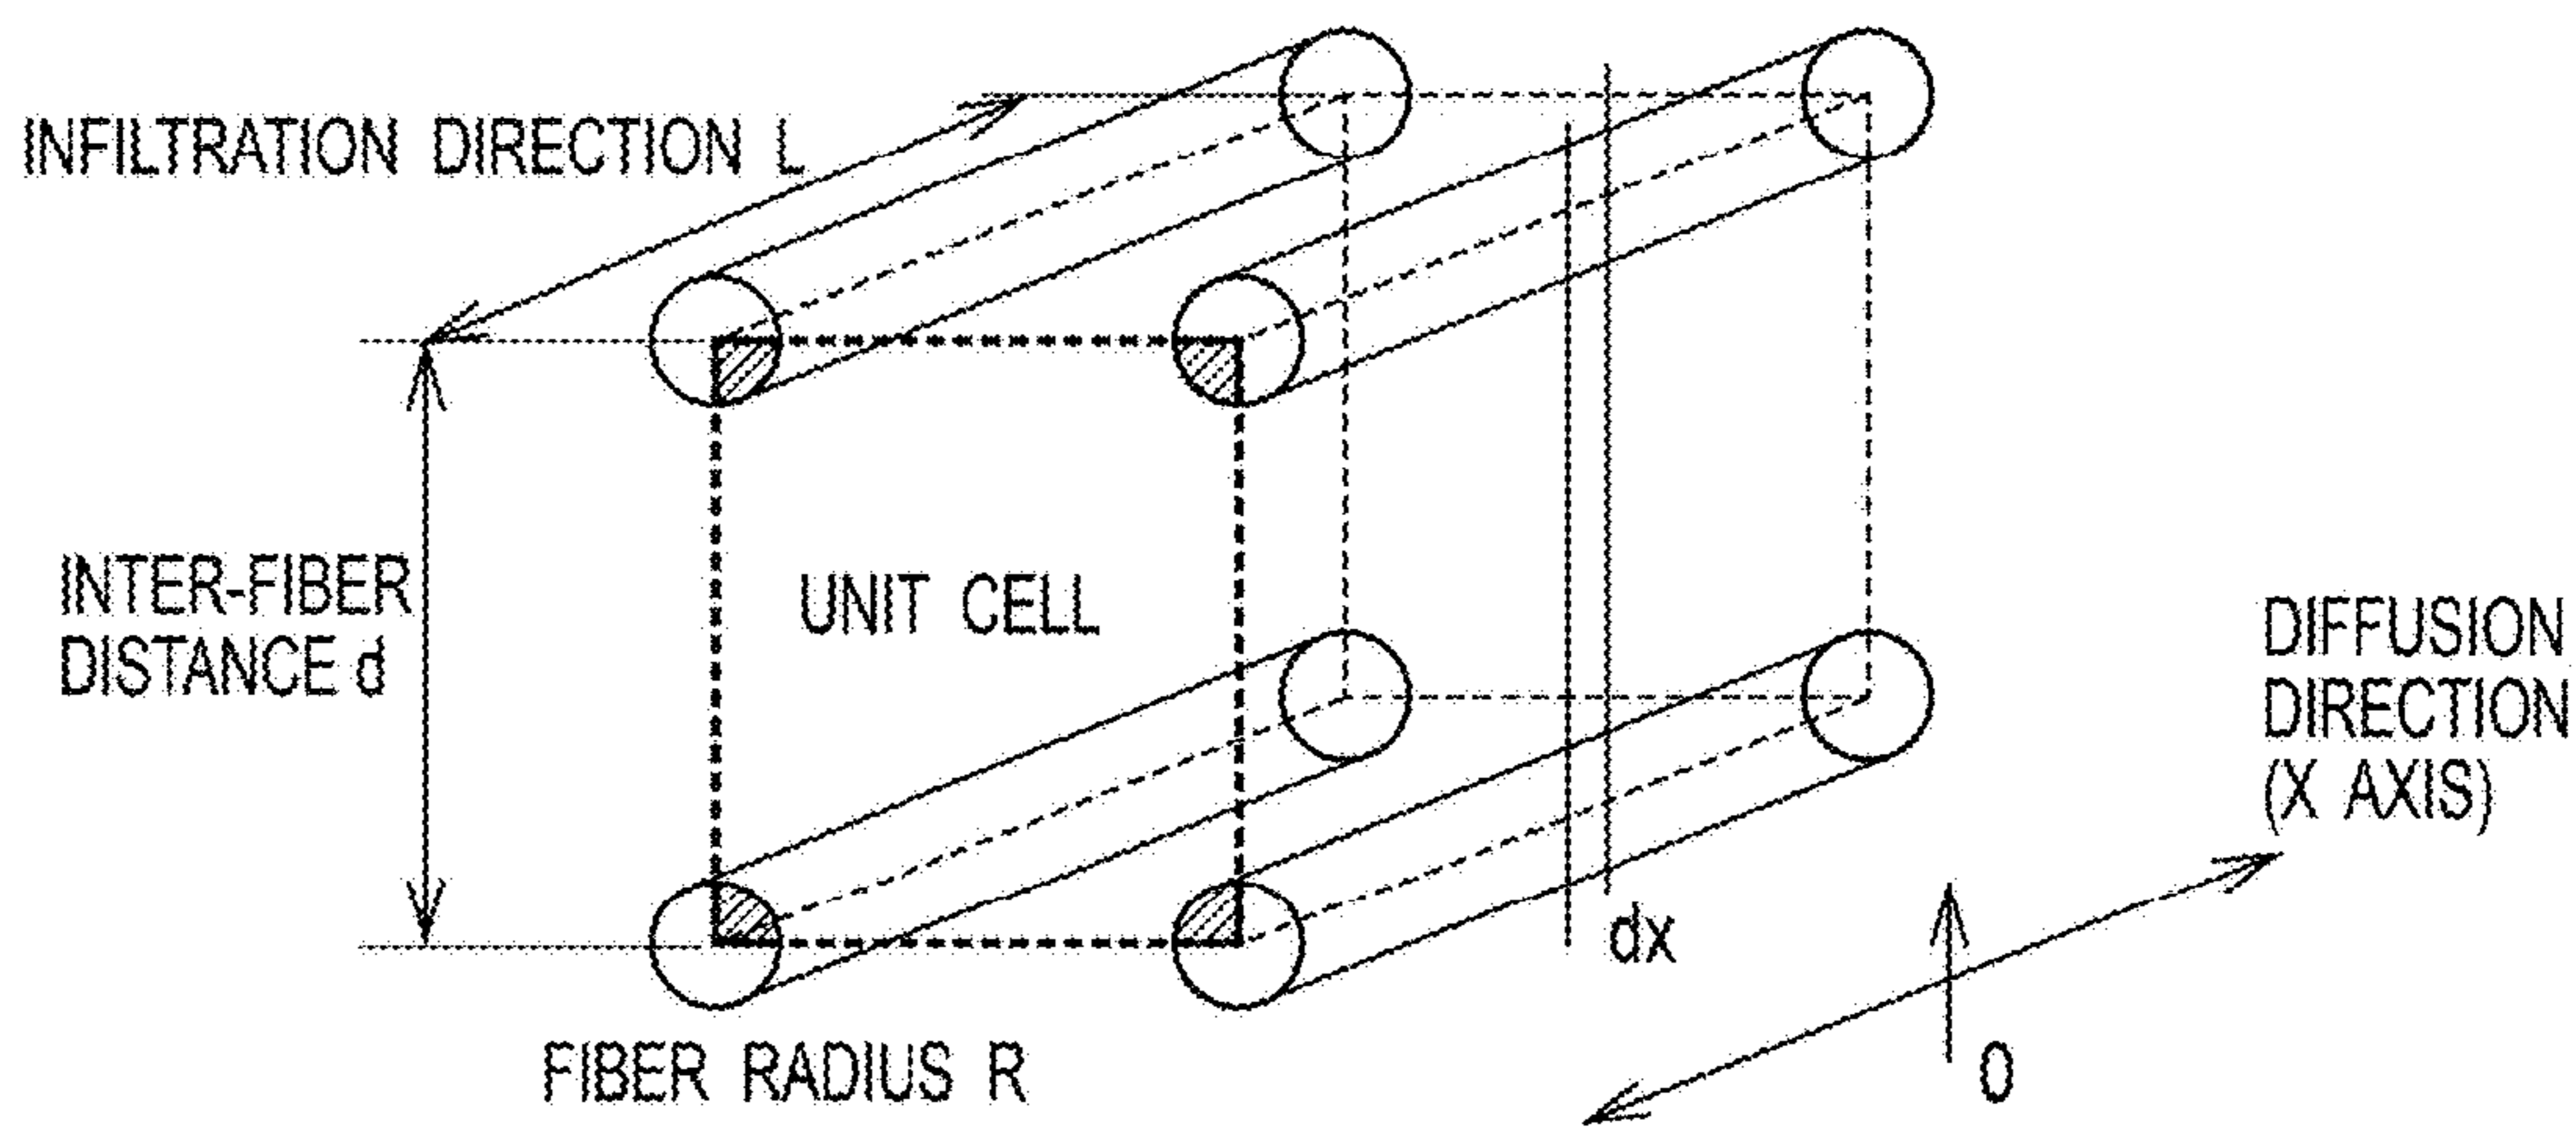 INFILTRATION DIRECTION L
INTER-FIBER
DISTANCE d
UNIT CELL
DIFFUSION
DIRECTION
(X AXIS)
dx
FIBER RADIUS R
0